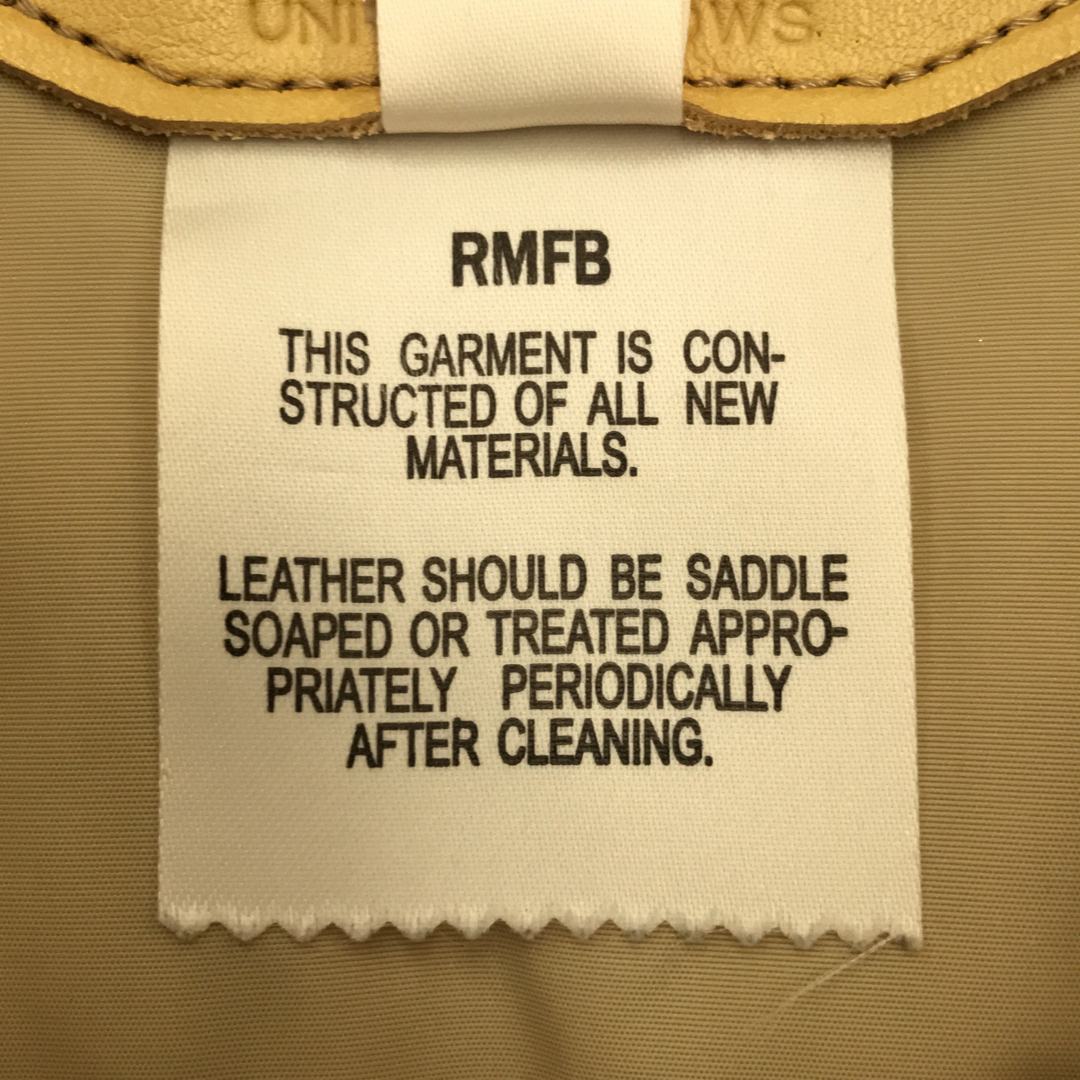 RMFB
THIS GARMENT IS CON-
STRUCTED OF ALL NEW
MATERIALS.
LEATHER SHOULD BE SADDLE
SOAPED OR TREATED APPRO-
PRIATELY PERIODICALLY
AFTER CLEANING.